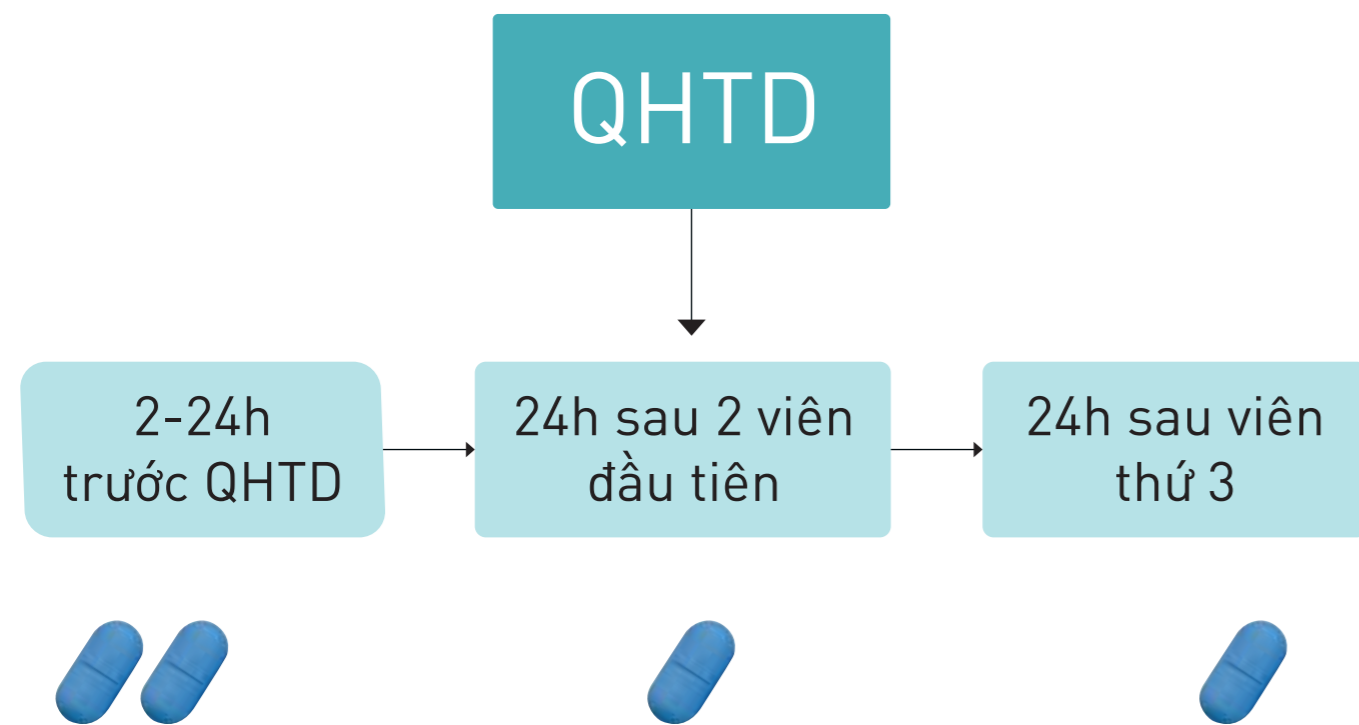 QHTD
2-24h
trước QHTD
24h sau 2 viên
đầu tiên
24h sau viên
thứ 3